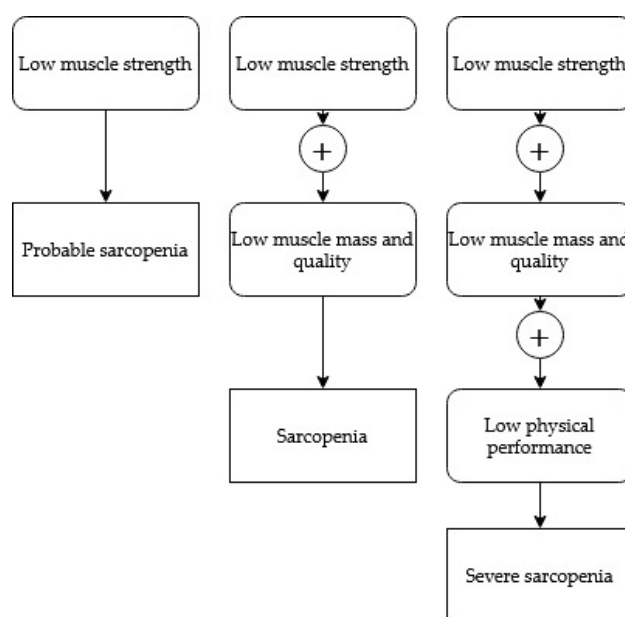 Low muscle strength
Low muscle strength
Low muscle strength
+
+
Probable sarcopenia
Low muscle mass and
quality
Low muscle mass and
quality
+
Sarcopenia
Low physical
performance
Severe sarcopenia